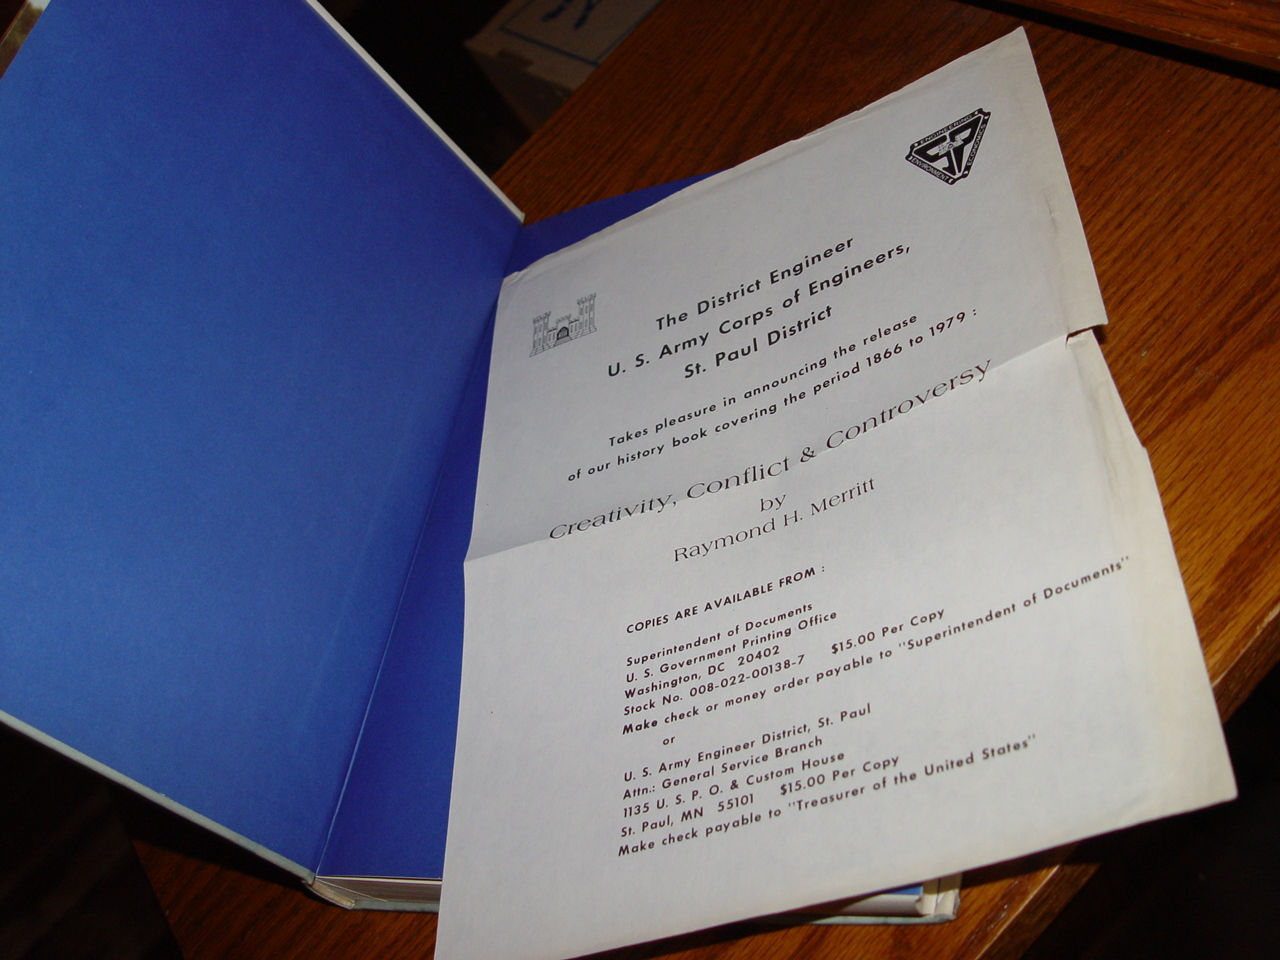 ENGINEERING
ENVIRONMENT
ECONOMICS
The District Engineer
U. S. Army Corps of Engineers,
St. Paul District
Takes pleasure in announcing the release
of our history book covering the period 1866 to 1979 :
Creativity, Conflict & Controversy
by
Raymond H. Merritt
COPIES ARE AVAILABLE FROM :
Superintendent of Documents
U. S. Government Printing Office
Washington, DC 20402
Stock No. 008-022-00138-7 $15.00 Per Copy
Make check or money order payable to "Superintendent of Documents"
or
U. S. Army Engineer District, St. Paul
Attn.: General Service Branch
1135 U. S. P. O. & Custom House
St. Paul, MN 55101 $15.00 Per Copy
Make check payable to "Treasurer of the United States"